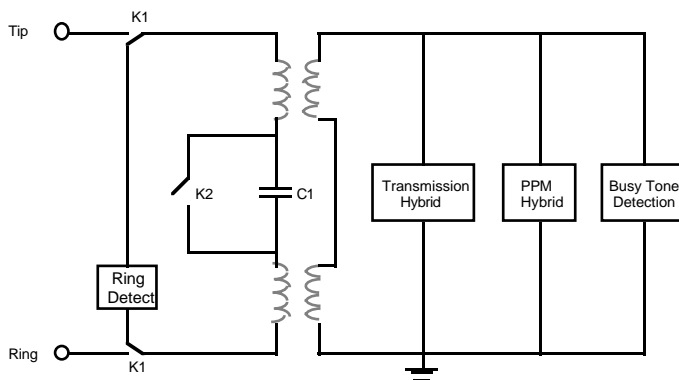 K1
Tip
K2
C1
Transmission
Hybrid
PPM
Hybrid
Busy Tone
Detection
Ring
Detect
Ring
K1